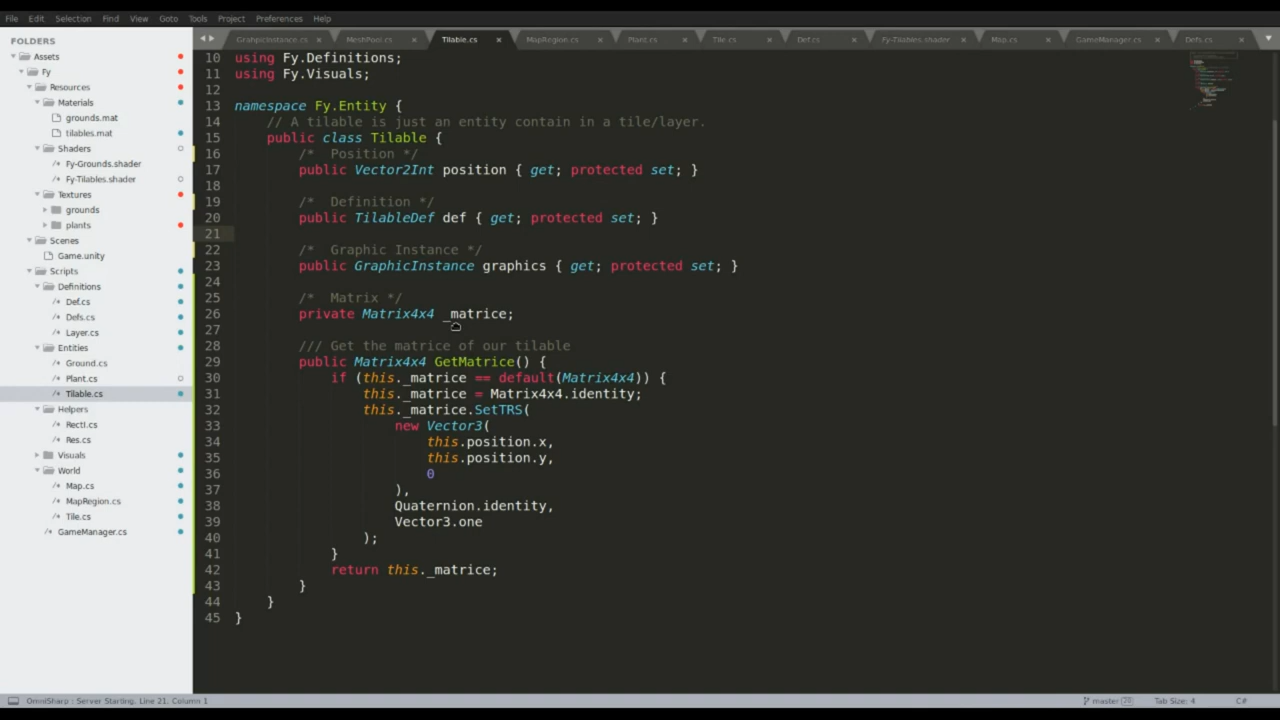 File Edit Selection Find View Goto Tools Project Preferences Help
FOLDERS
Assets
Fy
Resources
Materials
grounds.mat
tilables.mat
Shaders
Fy-Grounds.shader
Fy-Tilables.shader
Textures
grounds
plants
Scenes
Game.unity
Scripts
Definitions
Def.cs
Defs.cs
Layer.cs
Entities
Ground.cs
Plant.cs
Tilable.cs
Helpers
RectI.cs
Res.cs
Visuals
World
Map.cs
MapRegion.cs
Tile.cs
GameManager.cs
GrahpicInstance.cs MeshPool.cs Tilable.cs MapRegion.cs Plant.cs Tile.cs Def.cs Fy-Tilables.shader Map.cs GameManager.cs Defs.cs
10 using Fy.Definitions;
11 using Fy.Visuals;
12
13 namespace Fy.Entity {
14 // A tilable is just an entity contain in a tile/layer.
15 public class Tilable {
16 /* Position */
17 public Vector2Int position { get; protected set; }
18
19 /* Definition */
20 public TilableDef def { get; protected set; }
21
22 /* Graphic Instance */
23 public GraphicInstance graphics { get; protected set; }
24
25 /* Matrix */
26 private Matrix4x4 _matrice;
27
28 /// Get the matrice of our tilable
29 public Matrix4x4 GetMatrice() {
30 if (this._matrice == default(Matrix4x4)) {
31 this._matrice = Matrix4x4.identity;
32 this._matrice.SetTRS(
33 new Vector3(
34 this.position.x,
35 this.position.y,
36 0
37 ),
38 Quaternion.identity,
39 Vector3.one
40 );
41 }
42 return this._matrice;
43 }
44 }
45 }
OmniSharp : Server Starting, Line 21, Column 1 master 20 Tab Size: 4 C#